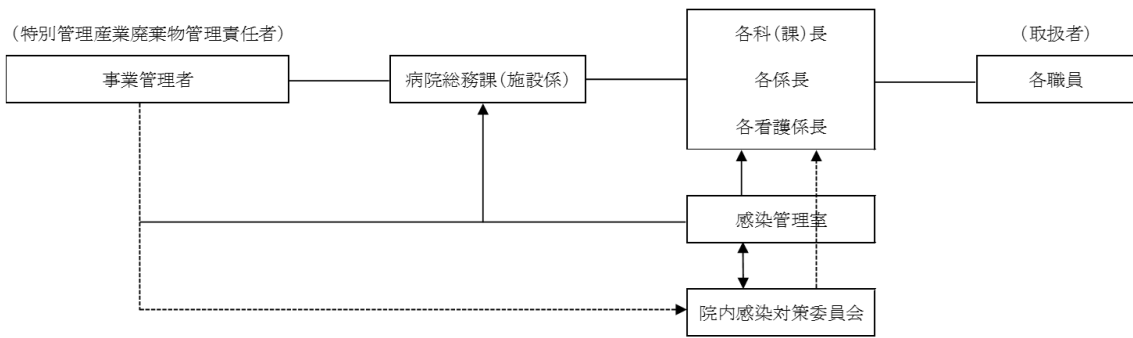 (特別管理産業廃棄物管理責任者)
事業管理者
病院総務課(施設係)
各科(課)長
各係長
各看護係長
(取扱者)
各職員
感染管理室
院内感染対策委員会